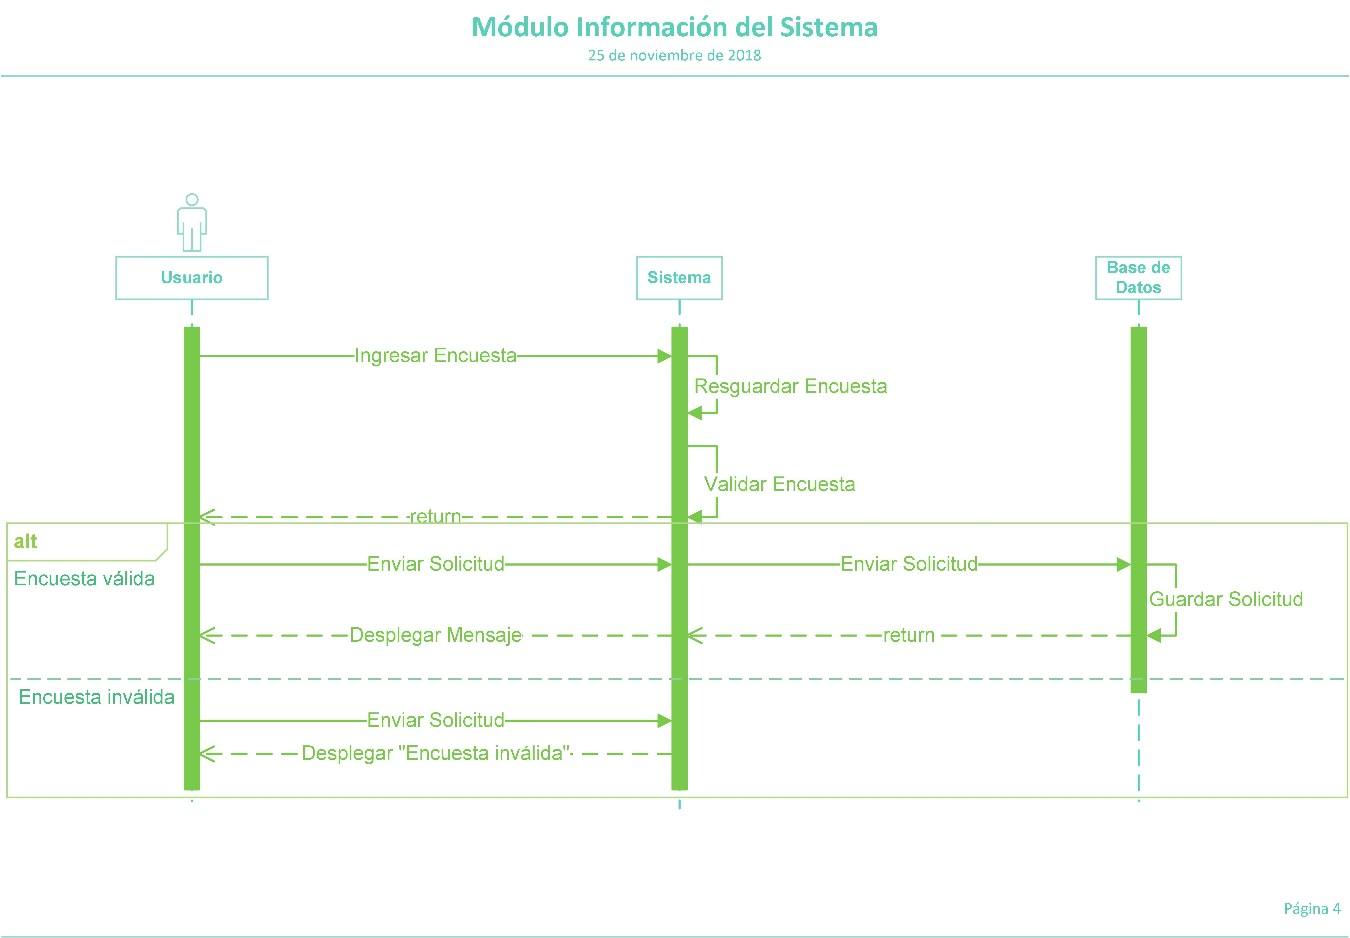 Módulo Información del Sistema
25 de noviembre de 2018
Usuario
Sistema
Base de
Datos
Ingresar Encuesta
Resguardar Encuesta
Validar Encuesta
return
alt
Encuesta válida
Enviar Solicitud
Enviar Solicitud
Guardar Solicitud
Desplegar Mensaje
return
Encuesta inválida
Enviar Solicitud
Desplegar "Encuesta inválida"
Página 4